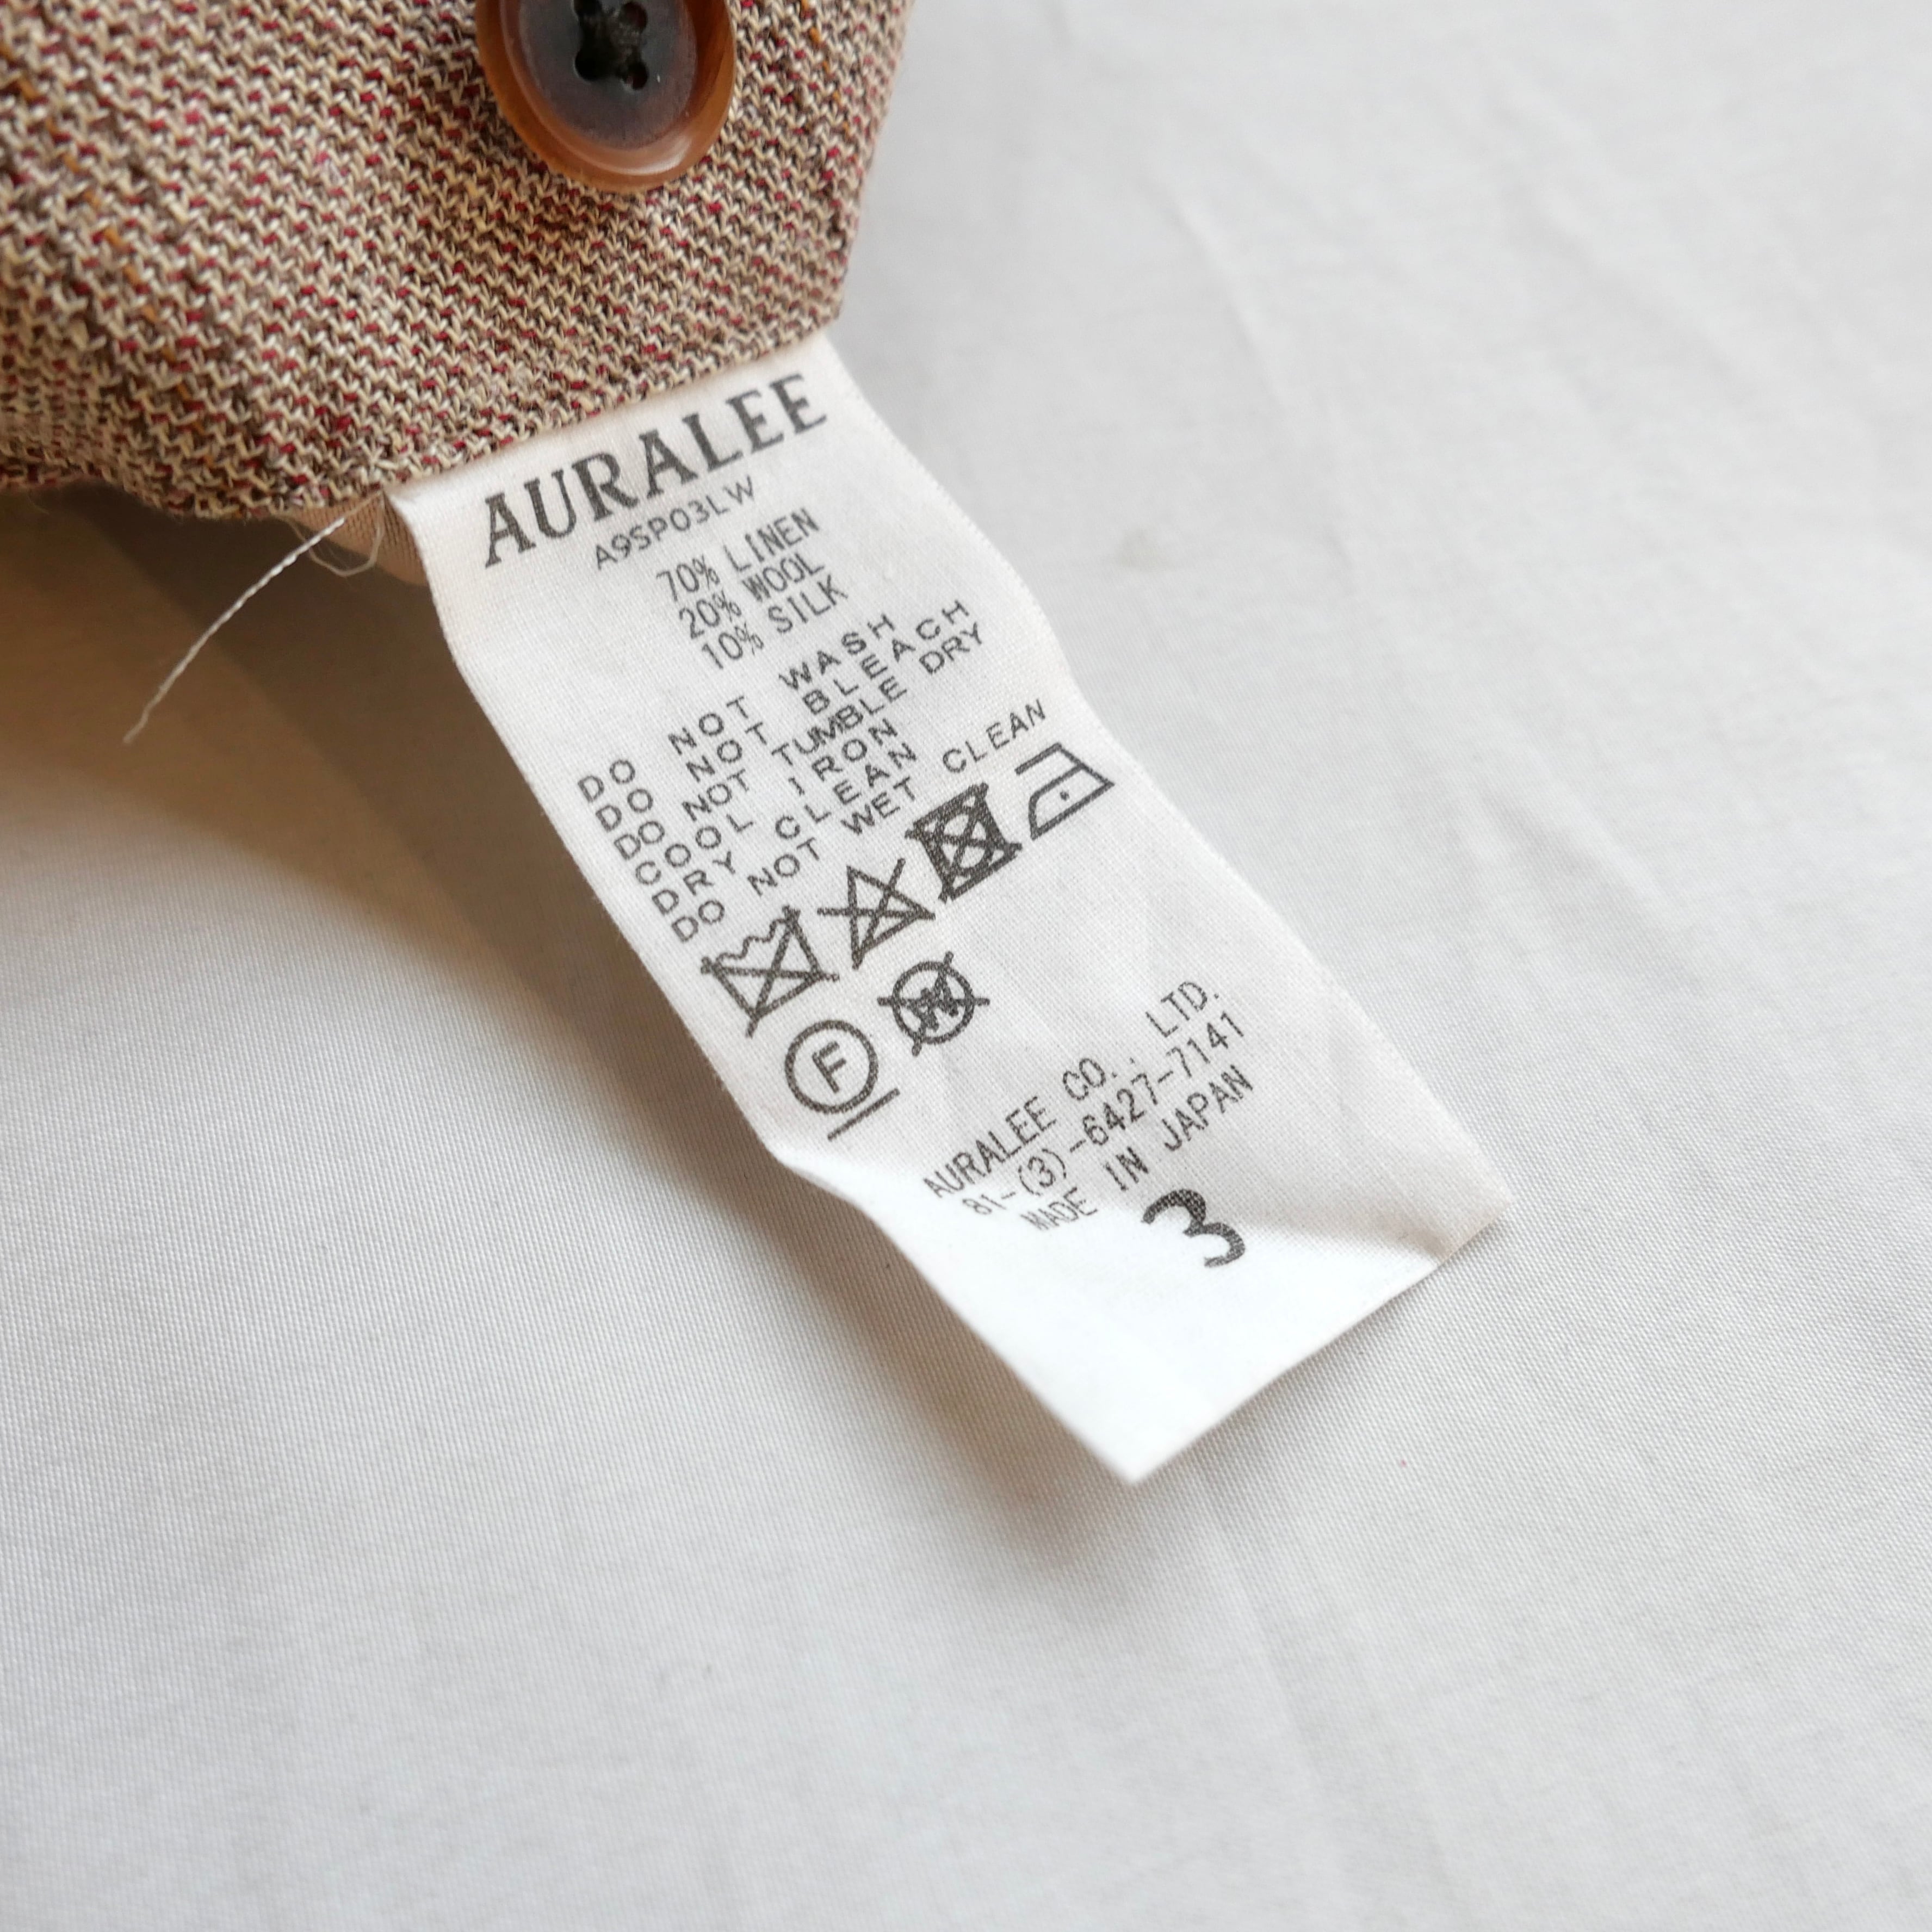 AURALEE
A9SP03LW
70% LINEN
20% WOOL
10% SILK
DO NOT WASH
DO NOT BLEACH
DO NOT TUMBLE DRY
COOL IRON
DRY CLEAN
DO NOT WET CLEAN
W
F
AURALEE CO., LTD.
81-(3)-6427-7141
MADE IN JAPAN
3